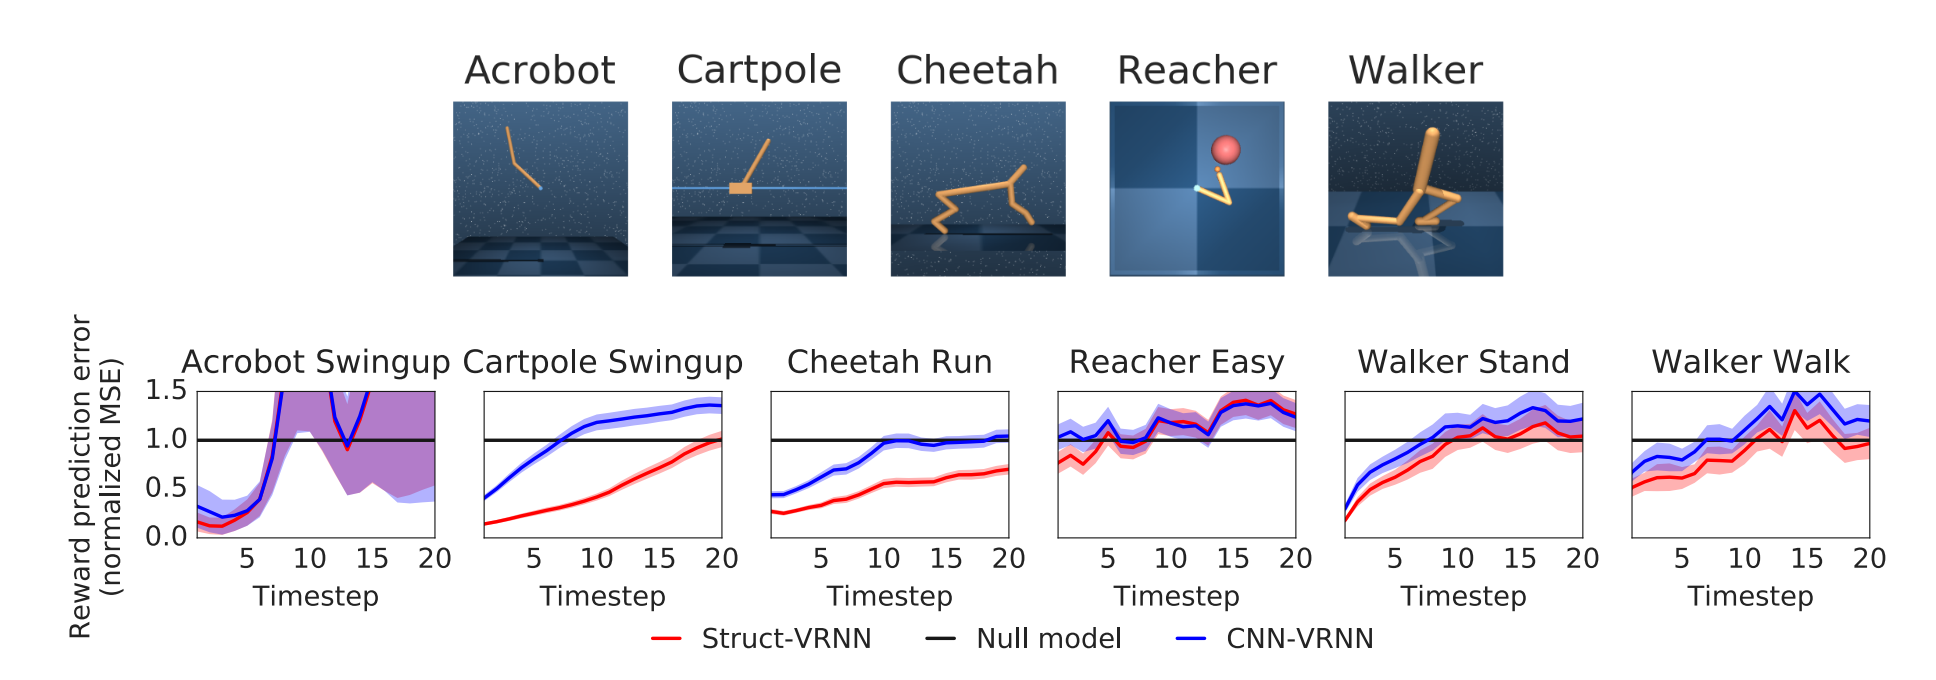 Acrobot Cartpole Cheetah Reacher Walker
Reward prediction error
(normalized MSE)
Acrobot Swingup Cartpole Swingup Cheetah Run Reacher Easy Walker Stand Walker Walk
1.5
1.0
0.5
0.0
5 10 15 20 5 10 15 20 5 10 15 20 5 10 15 20 5 10 15 20 5 10 15 20
Timestep Timestep Timestep Timestep Timestep Timestep
Struct-VRNN Null model CNN-VRNN